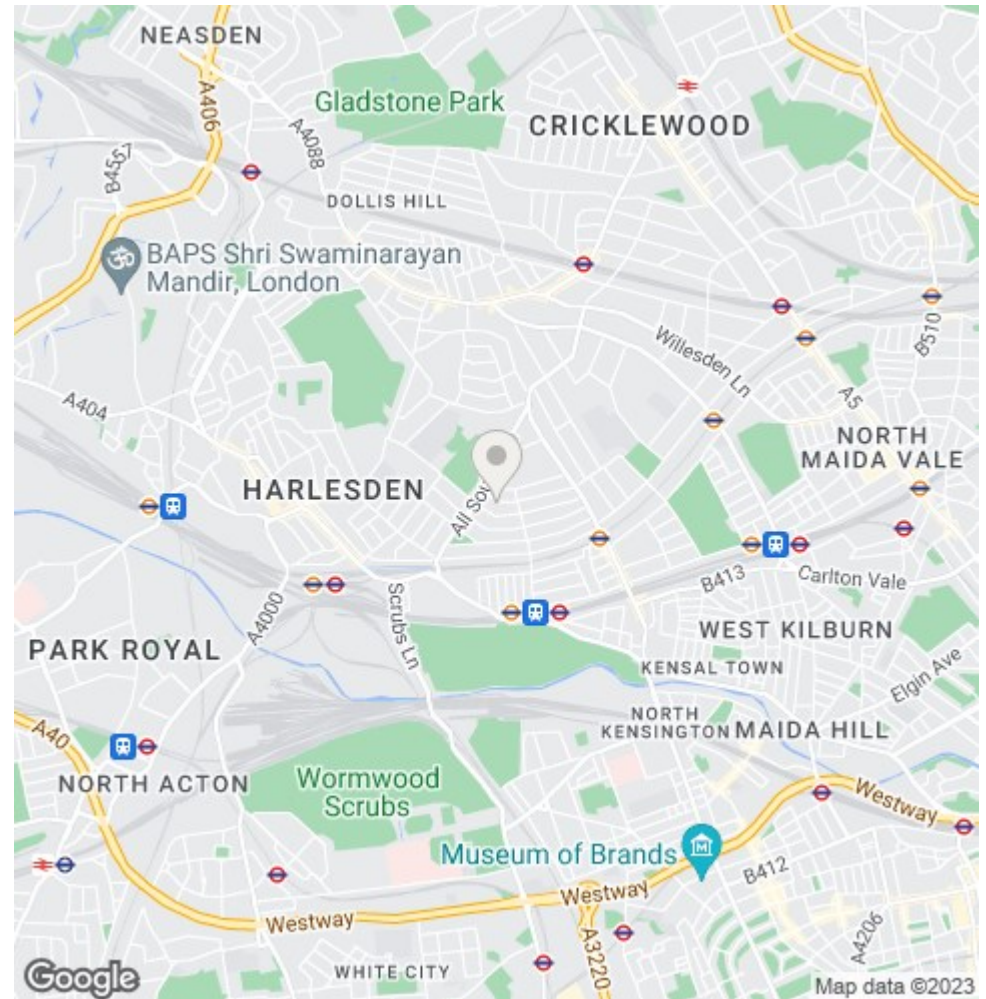 NEASDEN
A406
A4088
Gladstone Park
CRICKLEWOOD
B4557
DOLLIS HILL
BAPS Shri Swaminarayan
Mandir, London
Willesden Ln
B510
A404
A5
NORTH
MAIDA VALE
HARLESDEN
All Sou
A4000
Scrubs Ln
B413
Carlton Vale
PARK ROYAL
WEST KILBURN
KENSAL TOWN
Elgin Ave
NORTH
KENSINGTON
MAIDA HILL
A40
NORTH ACTON
Wormwood
Scrubs
Westway
Museum of Brands
B412
Westway
Westway
A3220
AA206
WHITE CITY
Google
Map data ©2023